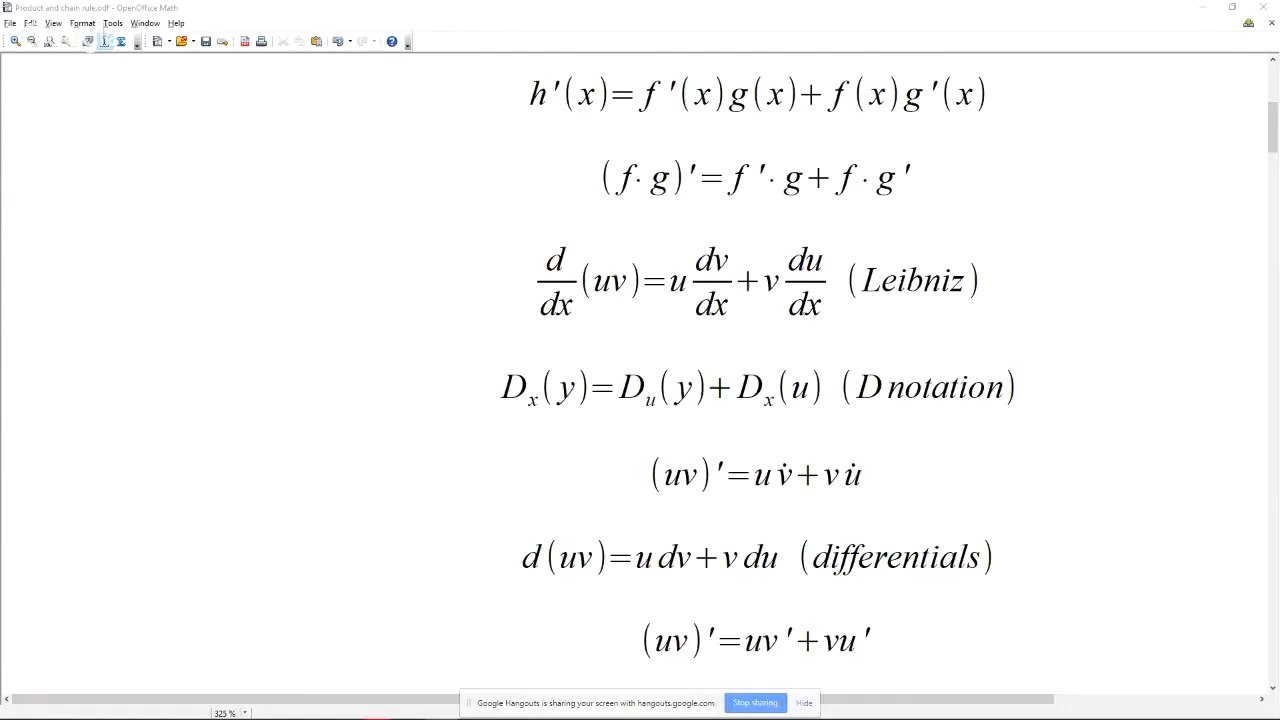 Product and chain rule.odf - OpenOffice Math
File Edit View Format Tools Window Help
h′(x)=f′(x)g(x)+f(x)g′(x)
(f·g)′=f′·g+f·g′
d/dx(uv)=u dv/dx+v du/dx (Leibniz)
Dₓ(y)=Dᵤ(y)+Dₓ(u) (D notation)
(uv)′=u v̇+v u̇
d(uv)=u dv+v du (differentials)
(uv)′=uv′+vu′
Google Hangouts is sharing your screen with hangouts.google.com. Stop sharing Hide
325 %